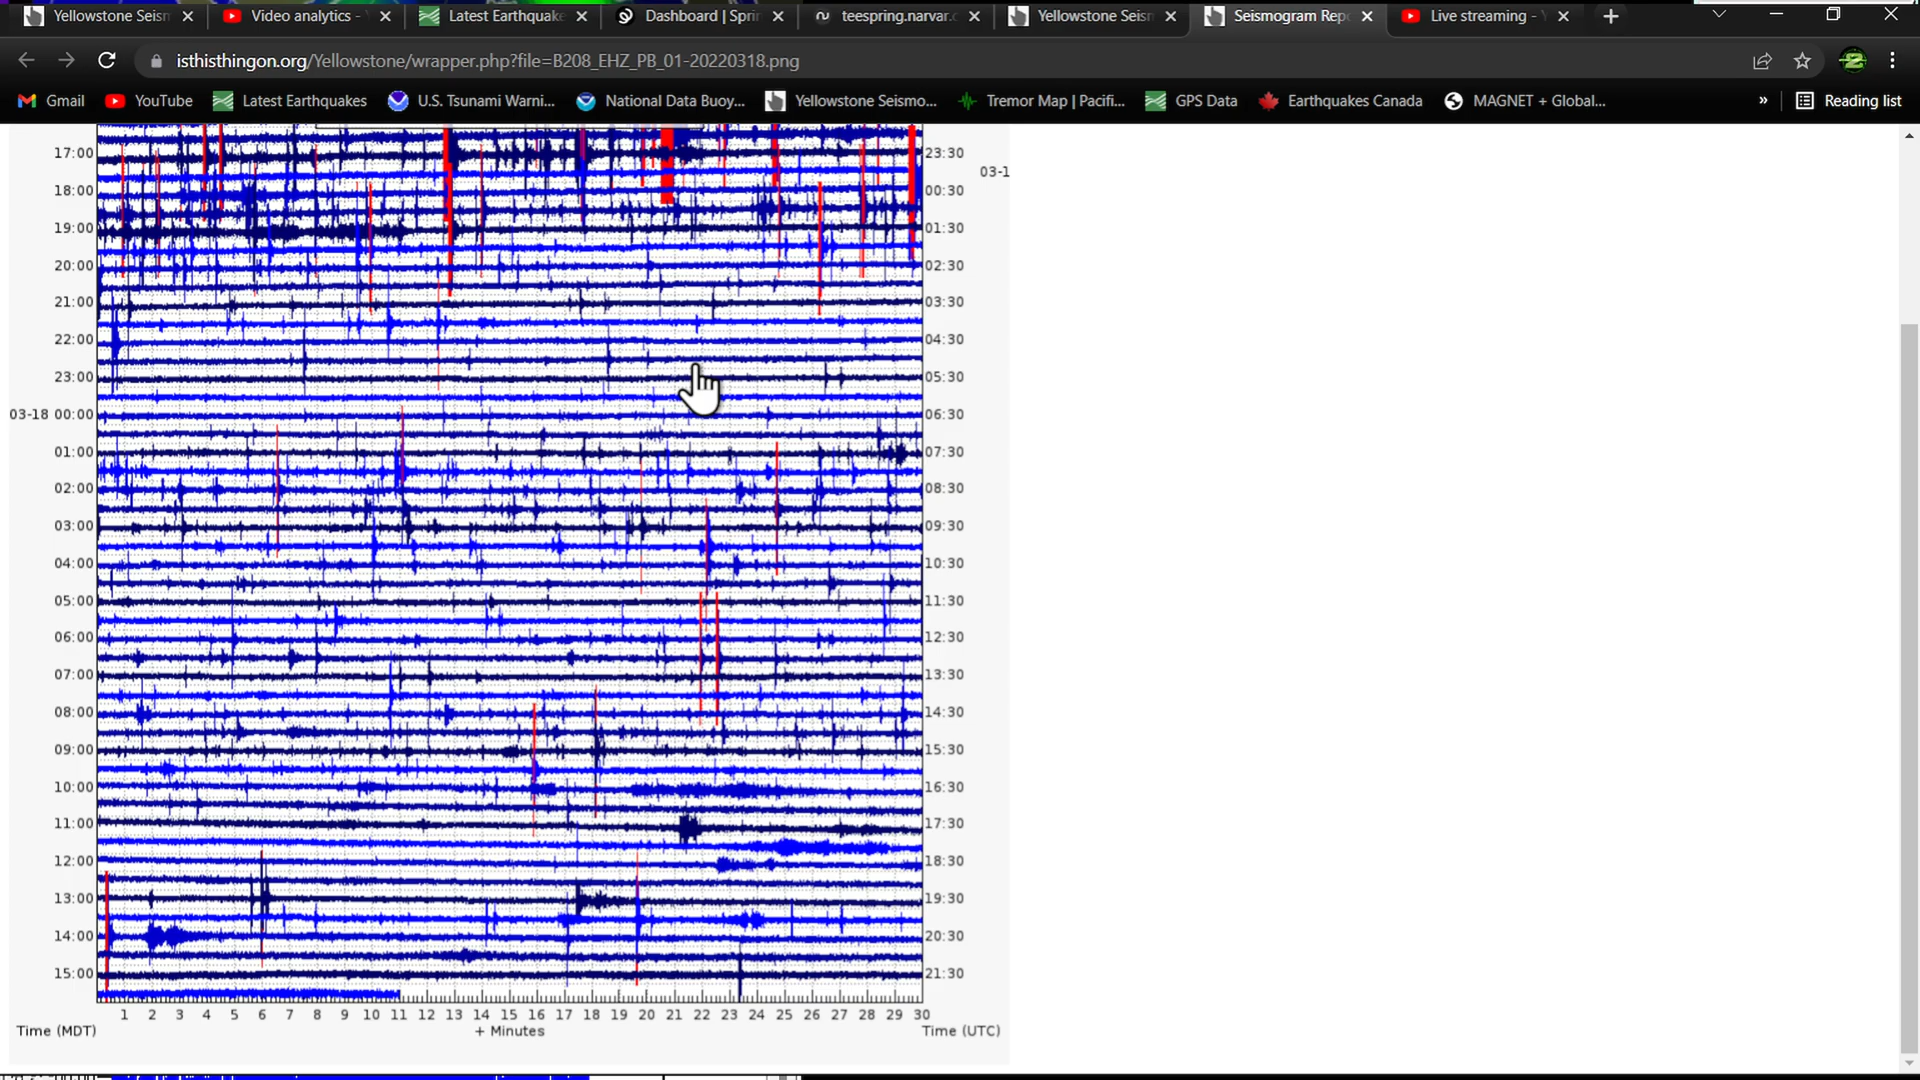 Yellowstone Seism
Video analytics -
Latest Earthquake
Dashboard | Spri
teespring.narvar.c
Yellowstone Seism
Seismogram Repo
Live streaming -
isthisthingon.org/Yellowstone/wrapper.php?file=B208_EHZ_PB_01-20220318.png
Gmail
YouTube
Latest Earthquakes
U.S. Tsunami Warni...
National Data Buoy...
Yellowstone Seismo...
Tremor Map | Pacifi...
GPS Data
Earthquakes Canada
MAGNET + Global...
»
Reading list
17:00 23:30
03-1
18:00 00:30
19:00 01:30
20:00 02:30
21:00 03:30
22:00 04:30
23:00 05:30
03-18 00:00 06:30
01:00 07:30
02:00 08:30
03:00 09:30
04:00 10:30
05:00 11:30
06:00 12:30
07:00 13:30
08:00 14:30
09:00 15:30
10:00 16:30
11:00 17:30
12:00 18:30
13:00 19:30
14:00 20:30
15:00 21:30
1 2 3 4 5 6 7 8 9 10 11 12 13 14 15 16 17 18 19 20 21 22 23 24 25 26 27 28 29 30
Time (MDT) + Minutes Time (UTC)